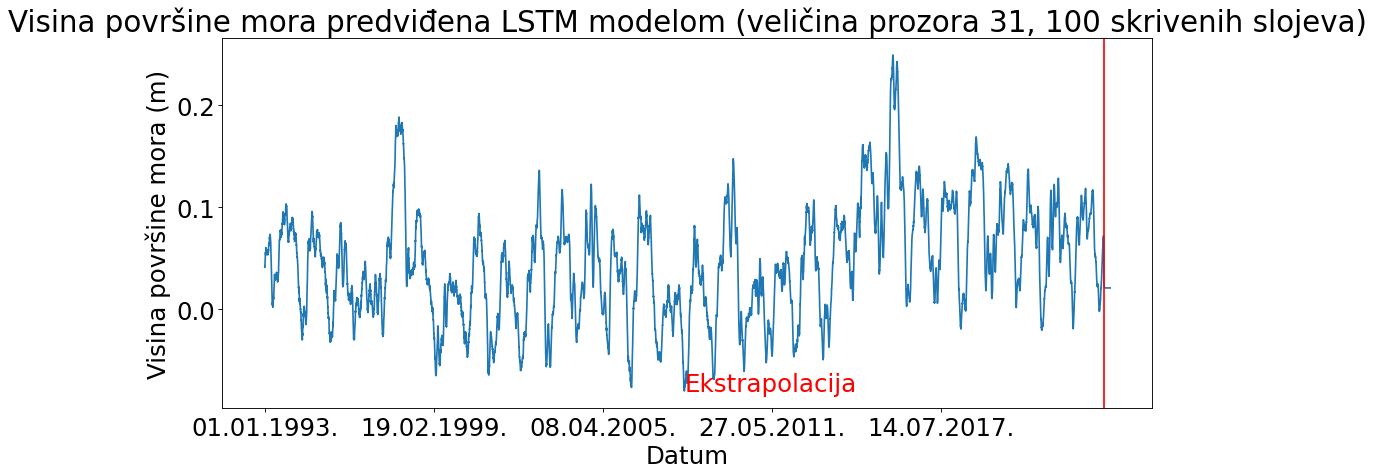 Visina površine mora predviđena LSTM modelom (veličina prozora 31, 100 skrivenih slojeva)
Visina površine mora (m)
0.2
0.1
0.0
Ekstrapolacija
01.01.1993. 19.02.1999. 08.04.2005. 27.05.2011. 14.07.2017.
Datum